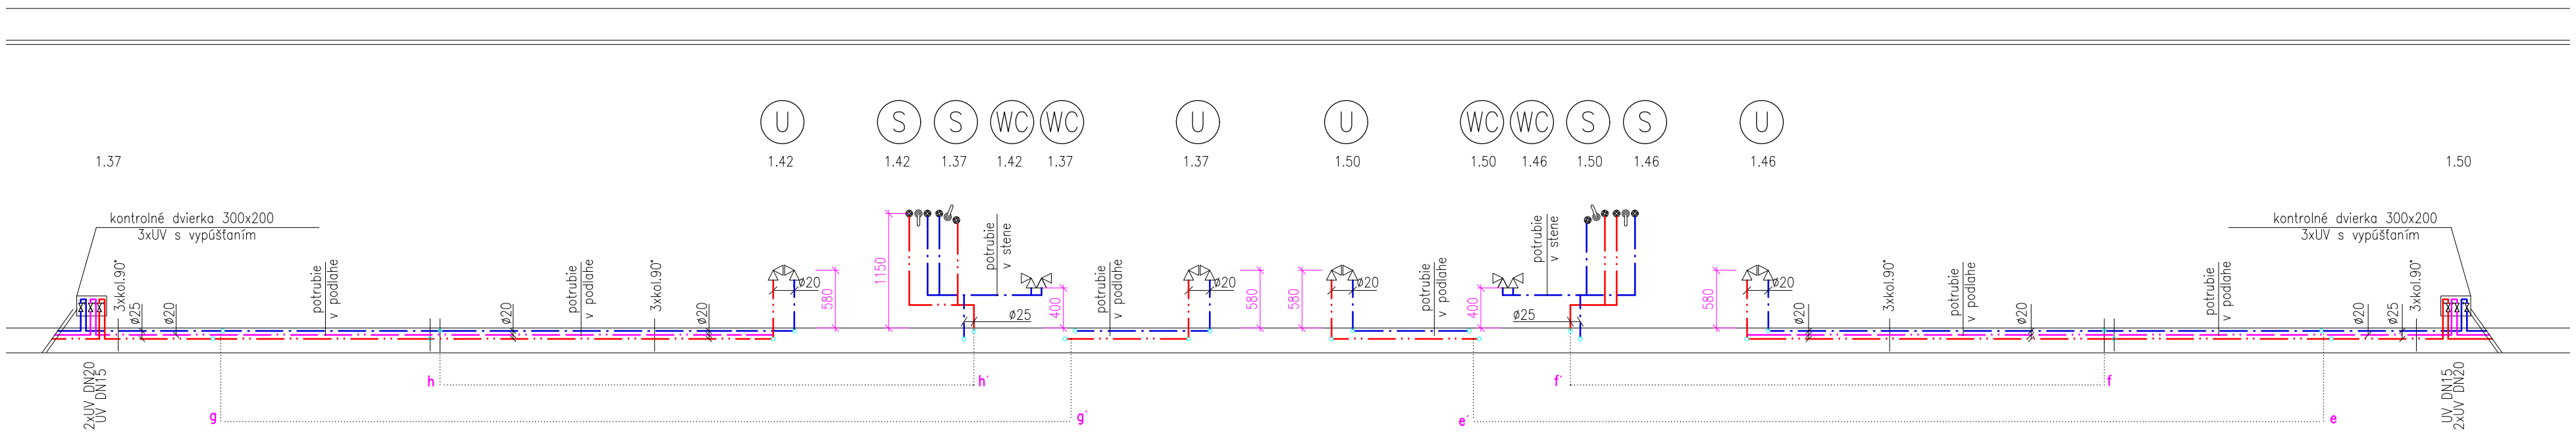 U
S
S
WC
WC
U
U
WC
WC
S
S
U
1.37
1.42
1.42
1.37
1.42
1.37
1.37
1.50
1.50
1.46
1.50
1.46
1.46
1.50
kontrolné dvierka 300x200
3xUV s vypúšťaním
kontrolné dvierka 300x200
3xUV s vypúšťaním
3xkol.90°
ø25
ø20
potrubie
v podlahe
ø20
potrubie
v podlahe
3xkol.90°
ø20
ø20
580
1150
ø25
potrubie
v stene
400
potrubie
v podlahe
ø20
580
580
ø20
potrubie
v podlahe
400
potrubie
v stene
ø25
580
ø20
ø20
3xkol.90°
potrubie
v podlahe
ø20
potrubie
v podlahe
ø20
ø25
3xkol.90°
2xUV DN20
UV DN15
UV DN15
2xUV DN20
h
h´
f´
f
g
g´
e´
e